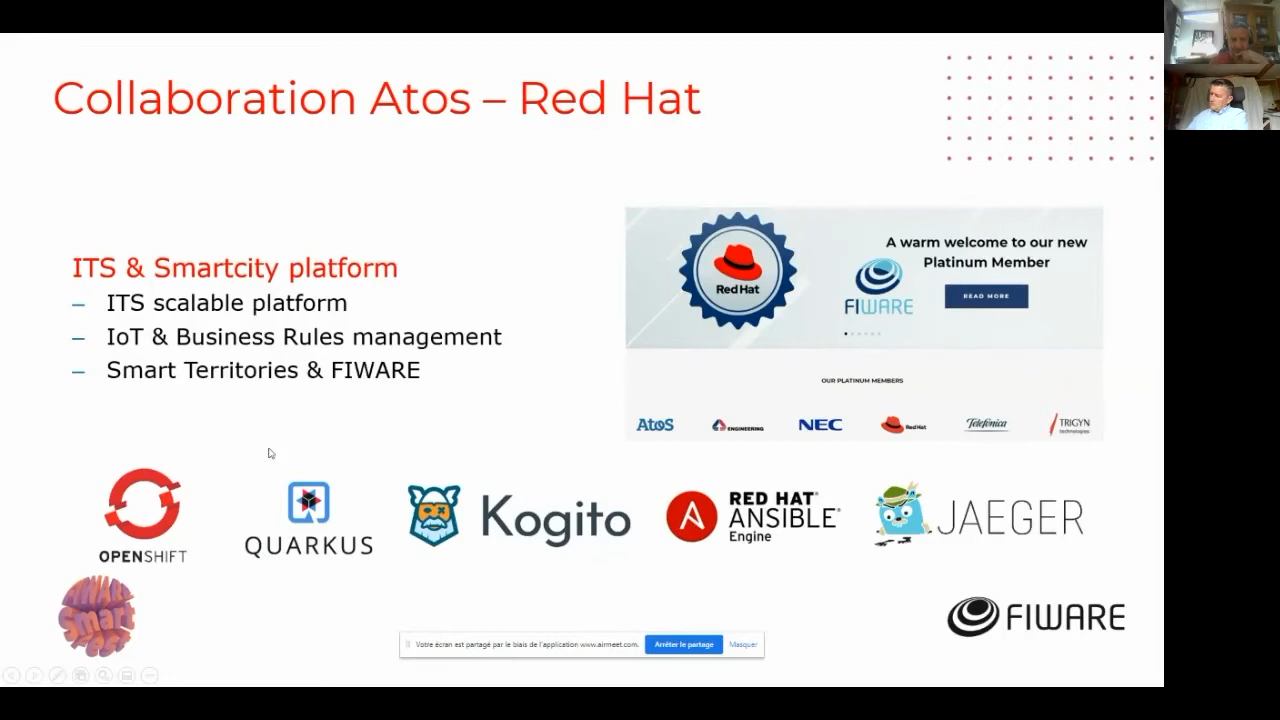 Collaboration Atos – Red Hat
ITS & Smartcity platform
– ITS scalable platform
– IoT & Business Rules management
– Smart Territories & FIWARE
Red Hat
FIWARE
A warm welcome to our new
Platinum Member
READ MORE
OUR PLATINUM MEMBERS
Atos
ENGINEERING
NEC
Red Hat
Telefónica
TRIGYN
technologies
OPENSHIFT
QUARKUS
Kogito
RED HAT®
ANSIBLE®
Engine
JAEGER
Smart
FIWARE
Votre écran est partagé par le biais de l'application www.airmeet.com.
Arrêter le partage
Masquer